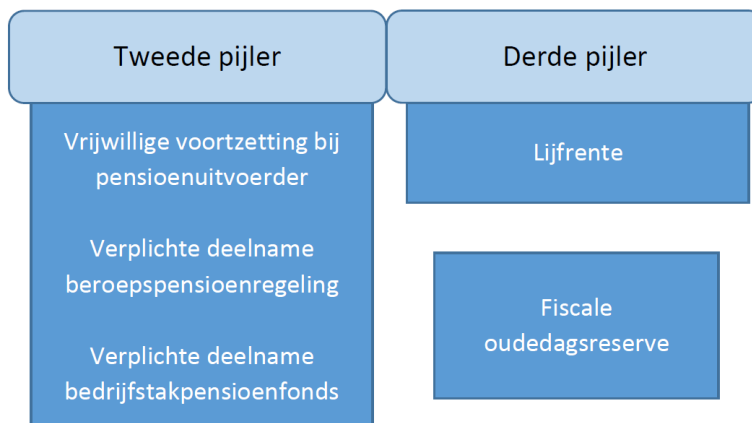 Tweede pijler
Vrijwillige voortzetting bij
pensioenuitvoerder
Verplichte deelname
beroepspensioenregeling
Verplichte deelname
bedrijfstakpensioenfonds
Derde pijler
Lijfrente
Fiscale
oudedagsreserve